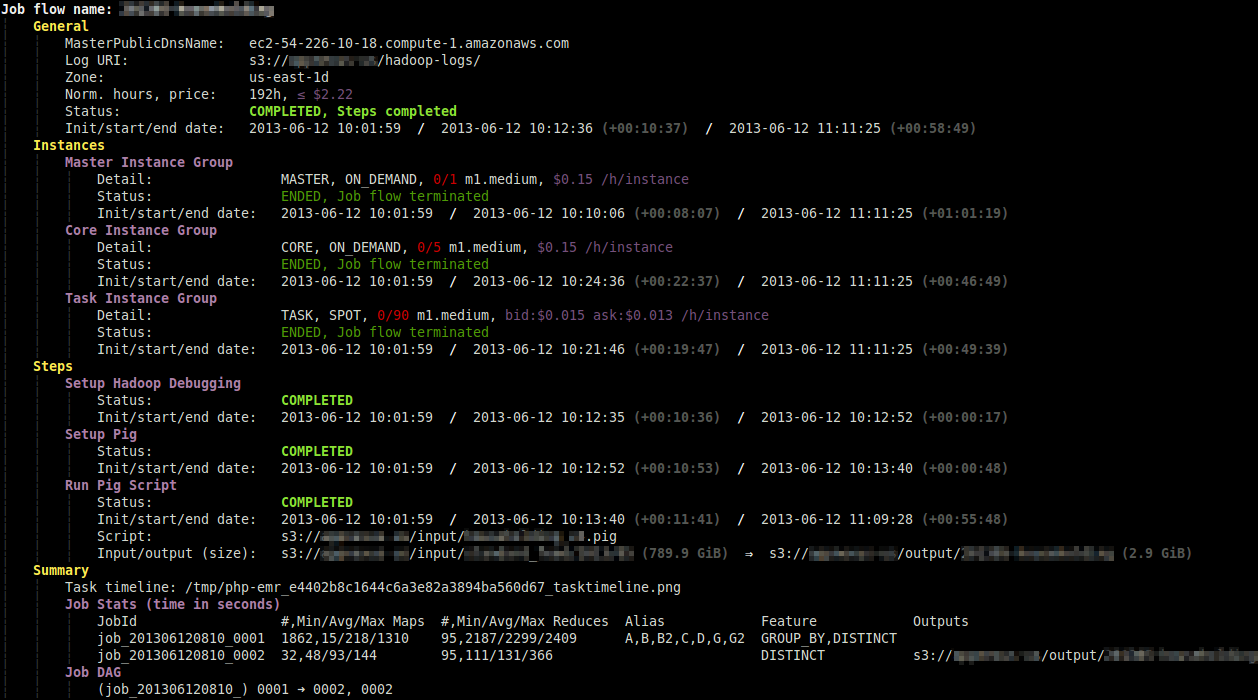 Job flow name:
General
MasterPublicDnsName: ec2-54-226-10-18.compute-1.amazonaws.com
Log URI: s3:///hadoop-logs/
Zone: us-east-1d
Norm. hours, price: 192h, ≤ $2.22
Status: COMPLETED, Steps completed
Init/start/end date: 2013-06-12 10:01:59 / 2013-06-12 10:12:36 (+00:10:37) / 2013-06-12 11:11:25 (+00:58:49)
Instances
Master Instance Group
Detail: MASTER, ON_DEMAND, 0/1 m1.medium, $0.15 /h/instance
Status: ENDED, Job flow terminated
Init/start/end date: 2013-06-12 10:01:59 / 2013-06-12 10:10:06 (+00:08:07) / 2013-06-12 11:11:25 (+01:01:19)
Core Instance Group
Detail: CORE, ON_DEMAND, 0/5 m1.medium, $0.15 /h/instance
Status: ENDED, Job flow terminated
Init/start/end date: 2013-06-12 10:01:59 / 2013-06-12 10:24:36 (+00:22:37) / 2013-06-12 11:11:25 (+00:46:49)
Task Instance Group
Detail: TASK, SPOT, 0/90 m1.medium, bid:$0.015 ask:$0.013 /h/instance
Status: ENDED, Job flow terminated
Init/start/end date: 2013-06-12 10:01:59 / 2013-06-12 10:21:46 (+00:19:47) / 2013-06-12 11:11:25 (+00:49:39)
Steps
Setup Hadoop Debugging
Status: COMPLETED
Init/start/end date: 2013-06-12 10:01:59 / 2013-06-12 10:12:35 (+00:10:36) / 2013-06-12 10:12:52 (+00:00:17)
Setup Pig
Status: COMPLETED
Init/start/end date: 2013-06-12 10:01:59 / 2013-06-12 10:12:52 (+00:10:53) / 2013-06-12 10:13:40 (+00:00:48)
Run Pig Script
Status: COMPLETED
Init/start/end date: 2013-06-12 10:01:59 / 2013-06-12 10:13:40 (+00:11:41) / 2013-06-12 11:09:28 (+00:55:48)
Script: s3:///input/.pig
Input/output (size): s3:///input/ (789.9 GiB) ⇒ s3:///output/ (2.9 GiB)
Summary
Task timeline: /tmp/php-emr_e4402b8c1644c6a3e82a3894ba560d67_tasktimeline.png
Job Stats (time in seconds)
JobId #,Min/Avg/Max Maps #,Min/Avg/Max Reduces Alias Feature Outputs
job_201306120810_0001 1862,15/218/1310 95,2187/2299/2409 A,B,B2,C,D,G,G2 GROUP_BY,DISTINCT
job_201306120810_0002 32,48/93/144 95,111/131/366 DISTINCT s3:///output/
Job DAG
(job_201306120810_) 0001 → 0002, 0002